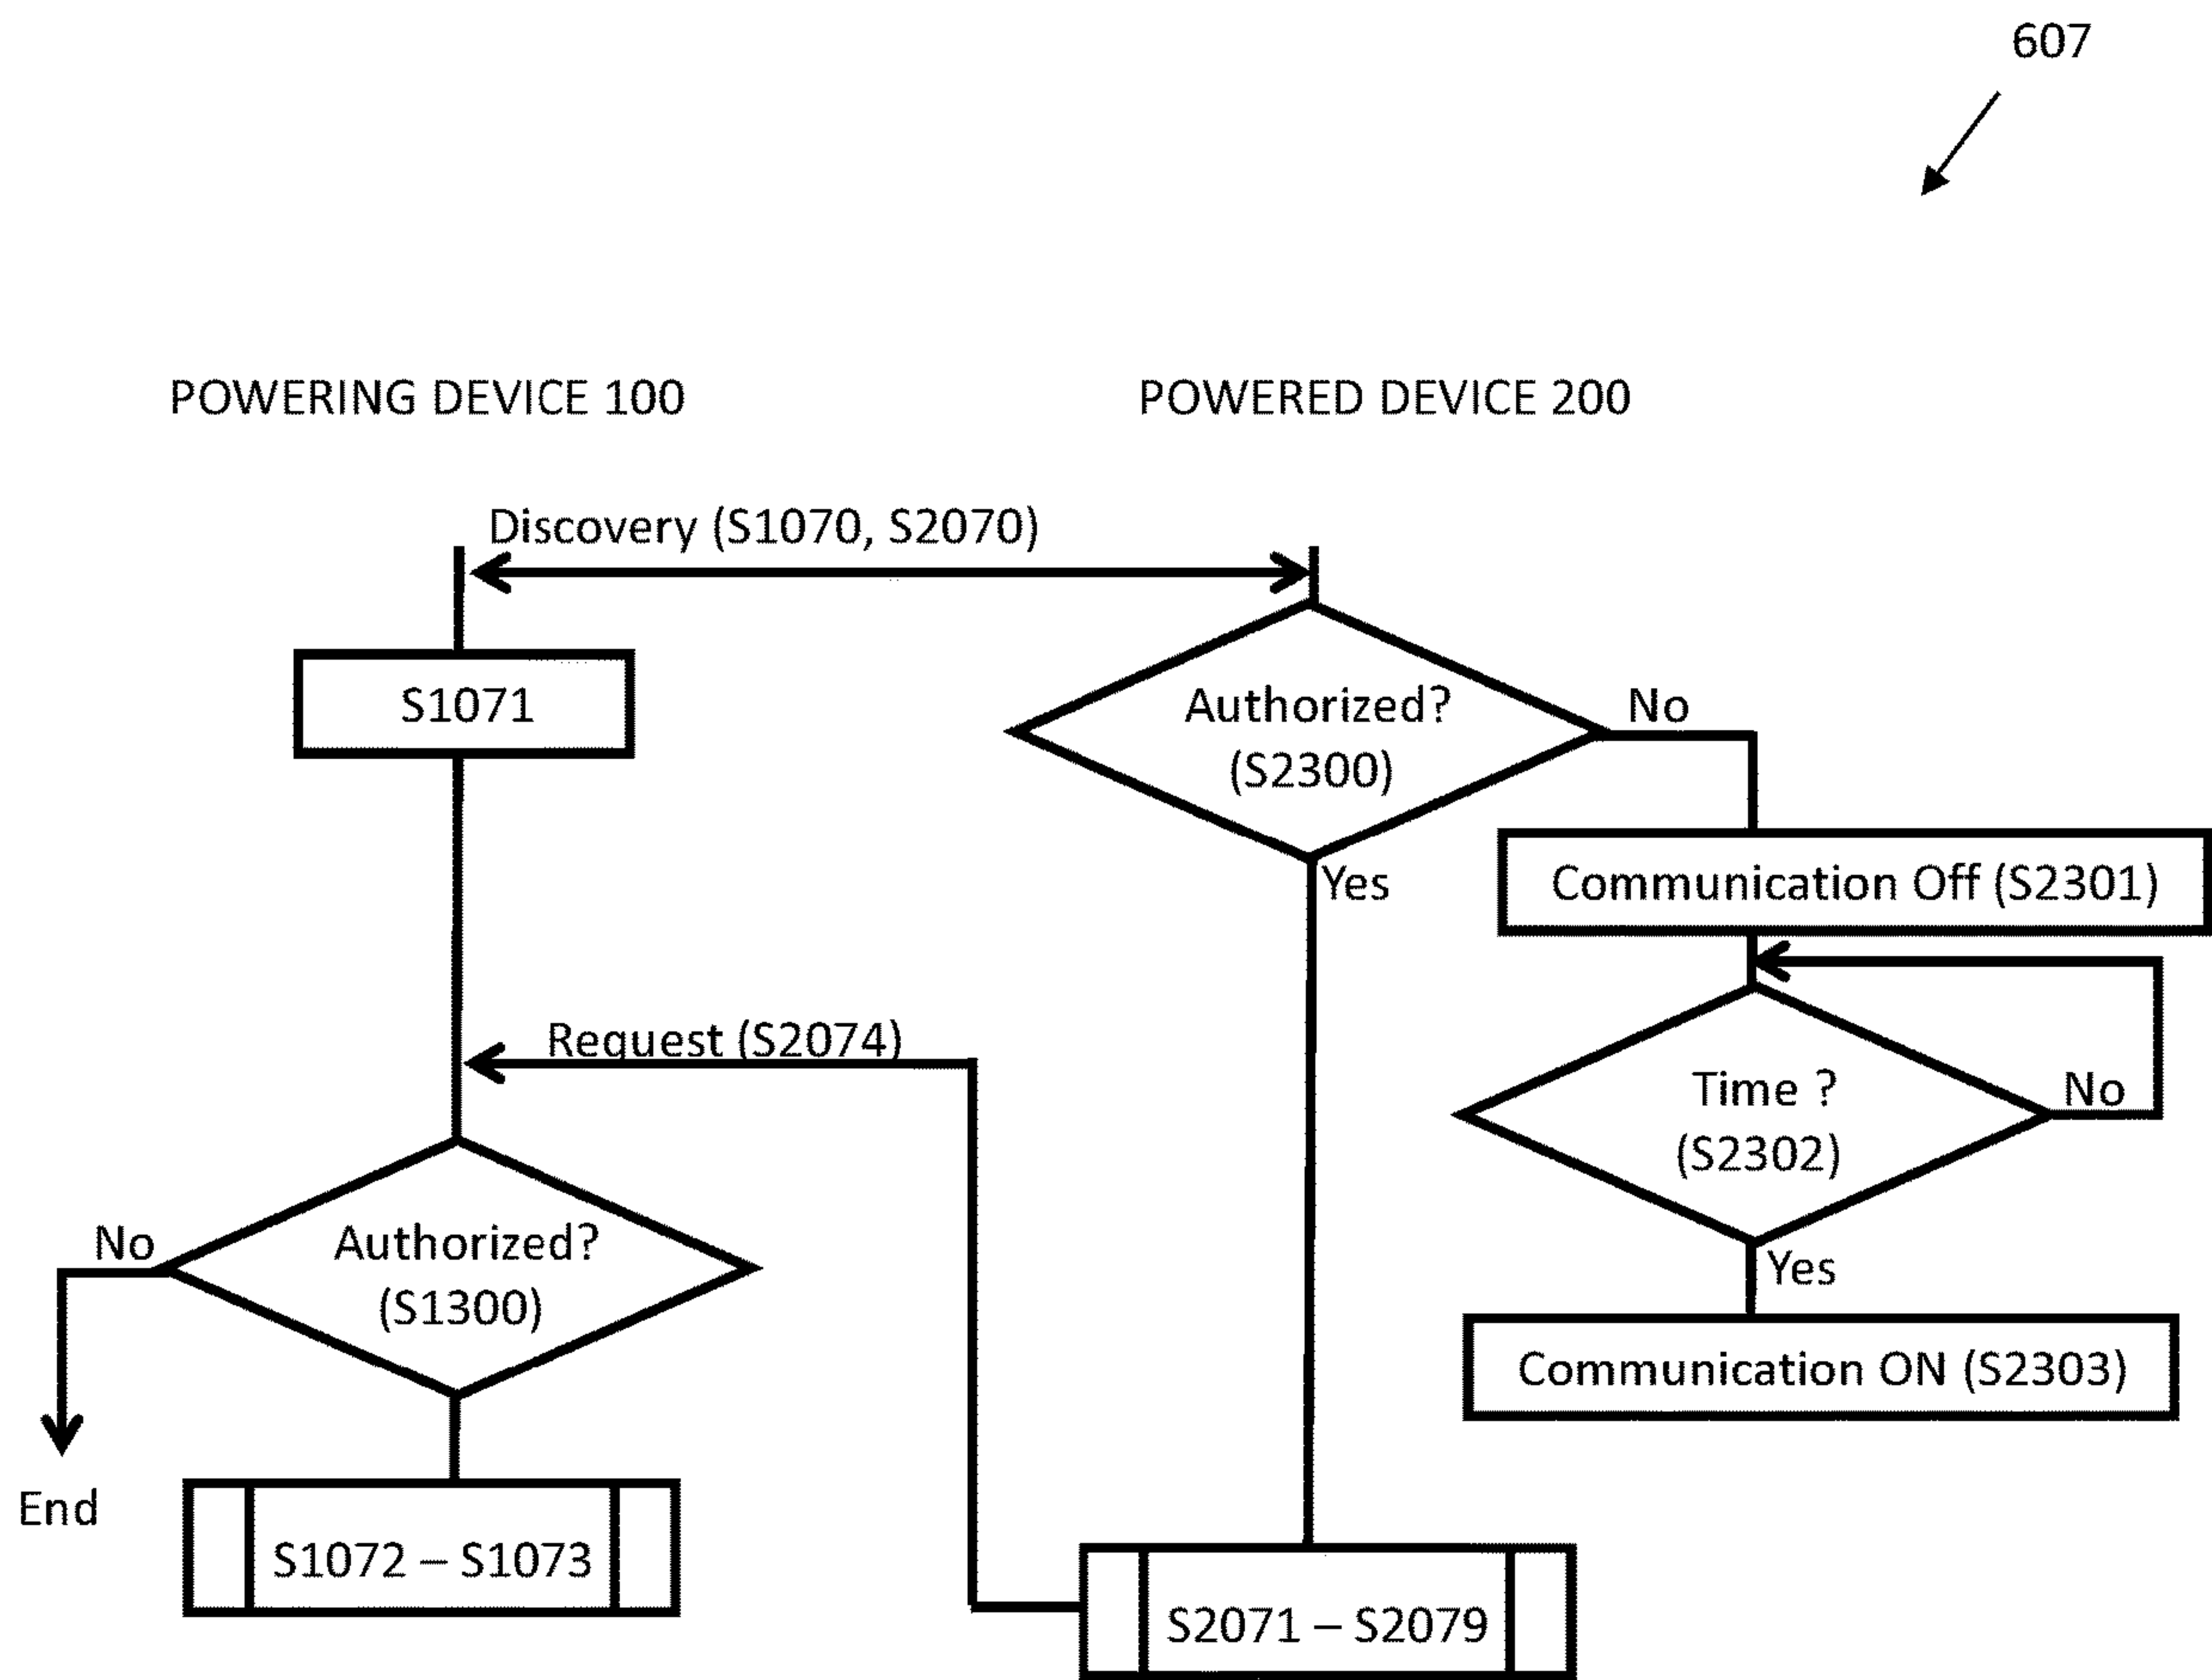 607
POWERING DEVICE 100
POWERED DEVICE 200
Discovery (S1070, S2070)
S1071
Authorized?
(S2300)
No
Yes
Communication Off (S2301)
Request (S2074)
Time ?
(S2302)
No
Yes
Authorized?
(S1300)
No
Communication ON (S2303)
End
S1072 – S1073
S2071 – S2079